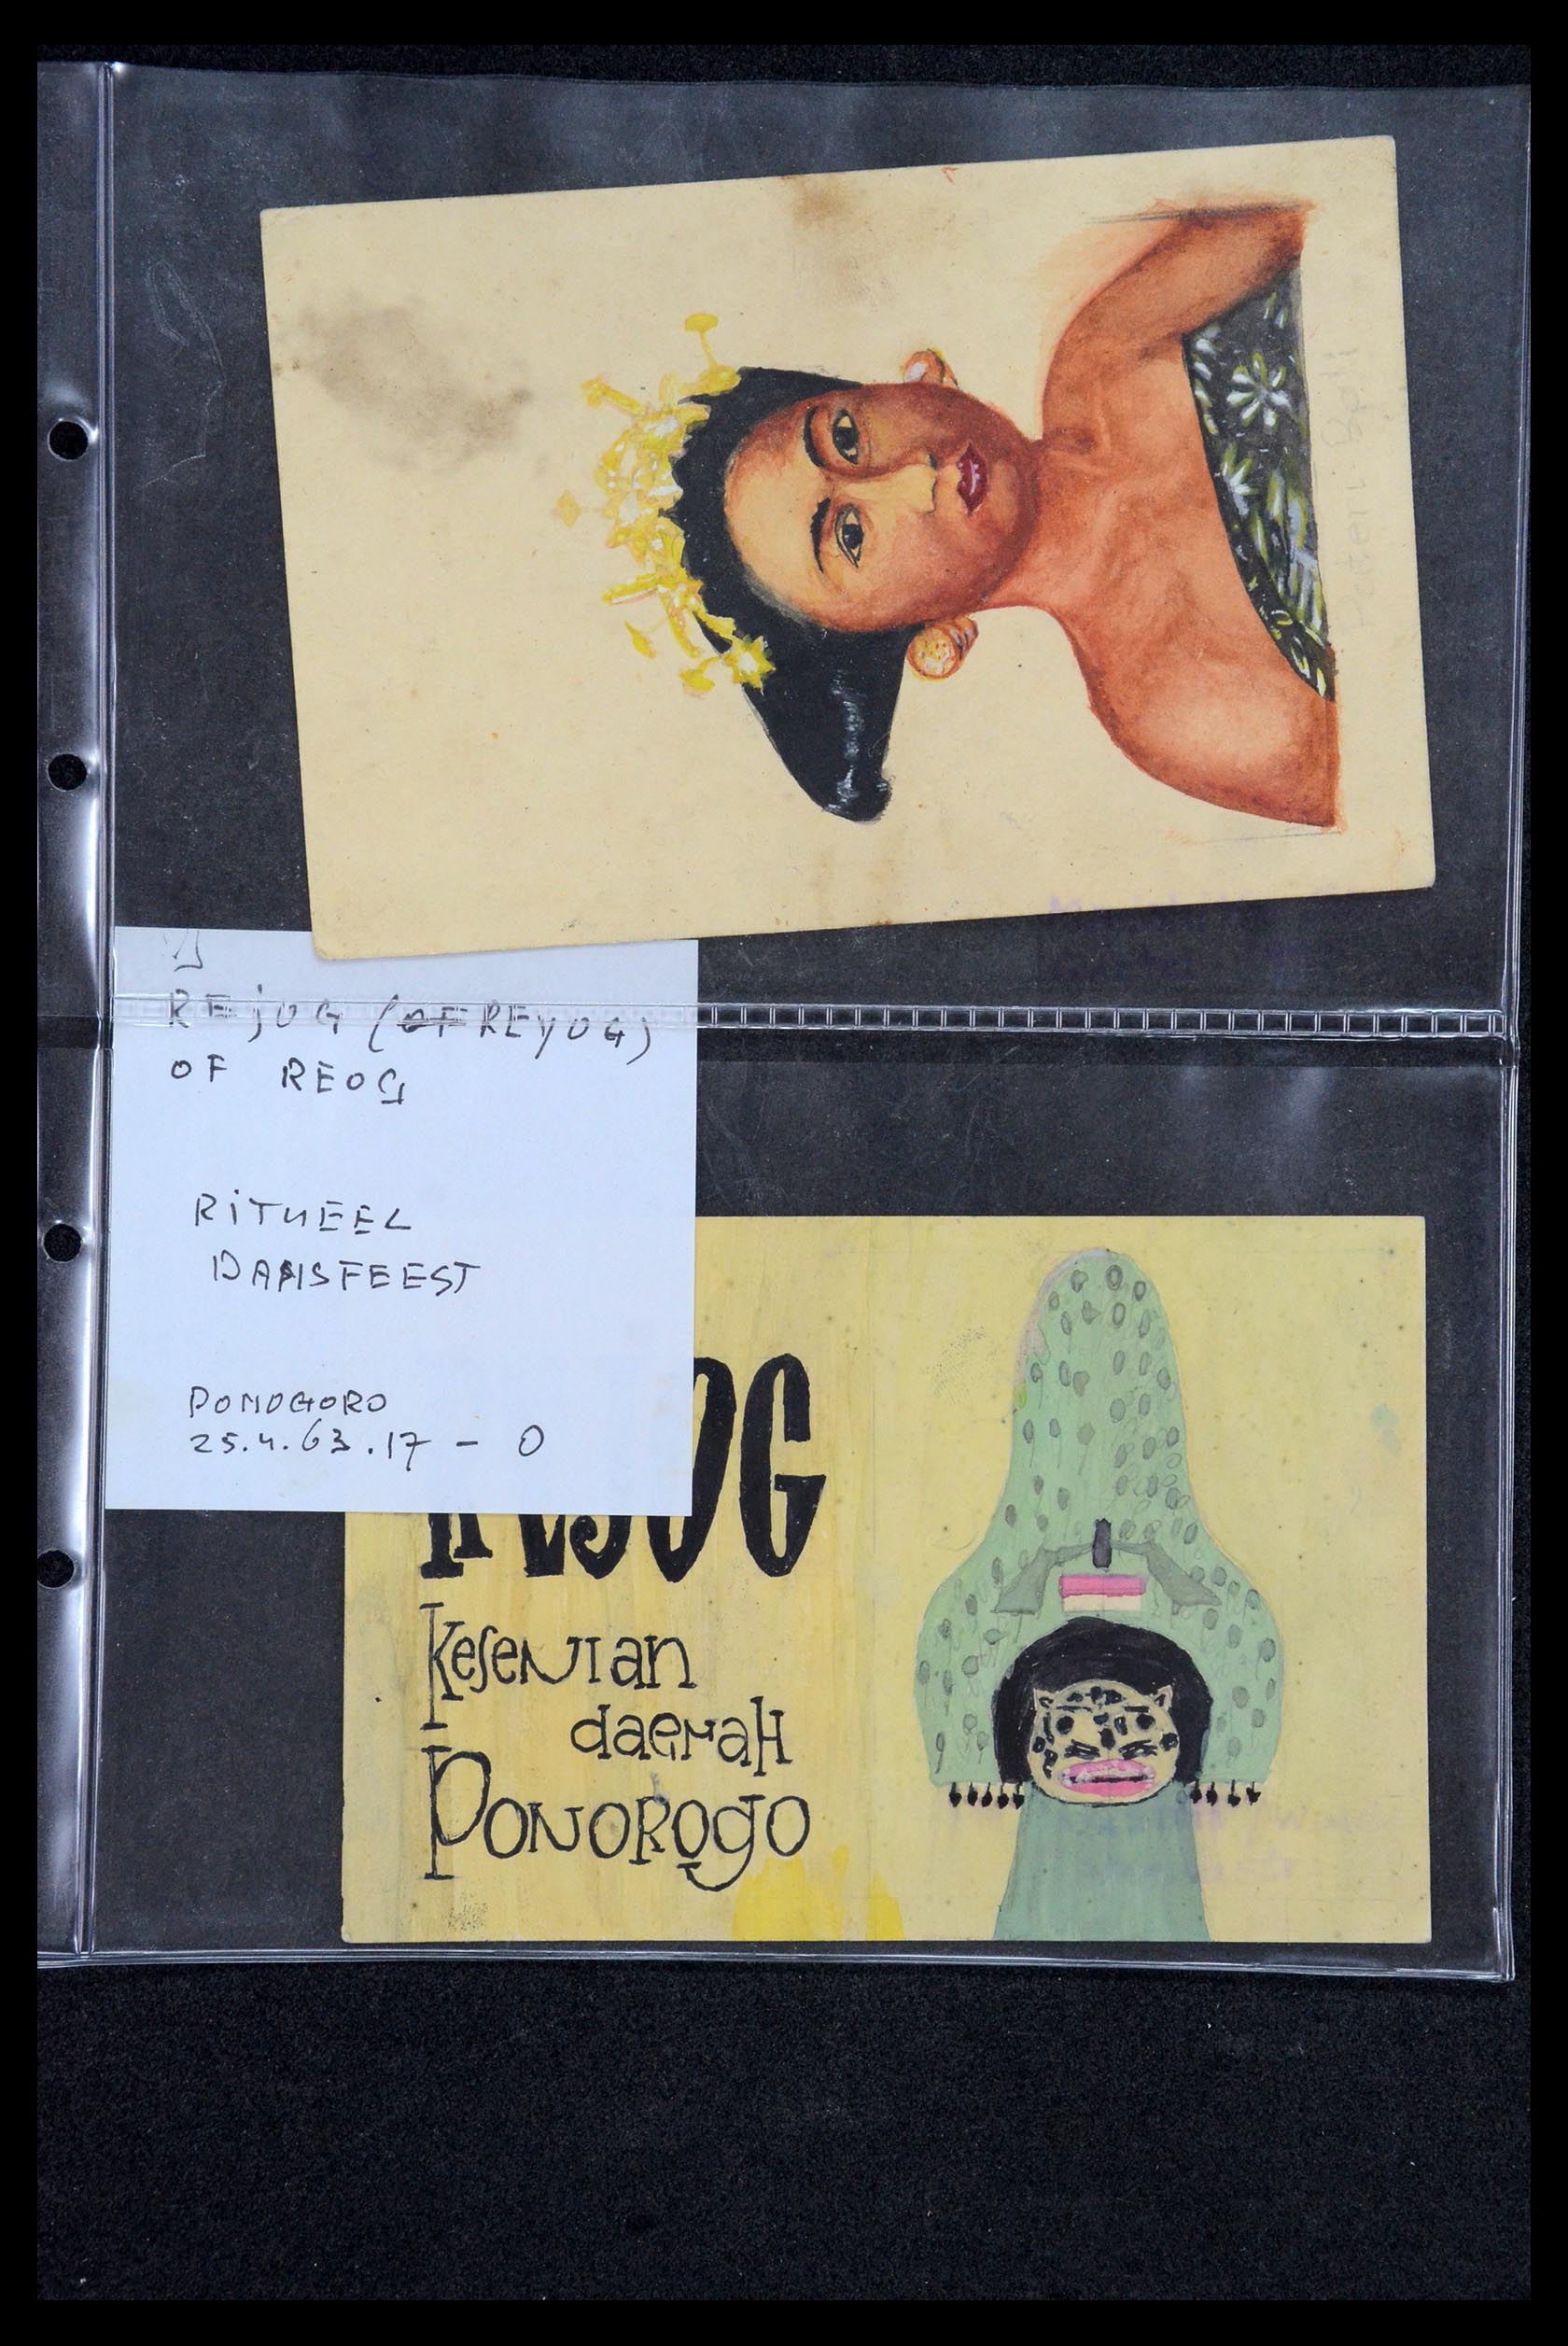 REJOG (OF REYOG)
OF REOG
RITUEEL
DANSFEEST
PONOGORO
25.4.63.17 - 0
Kesenian
daerah
Ponorogo